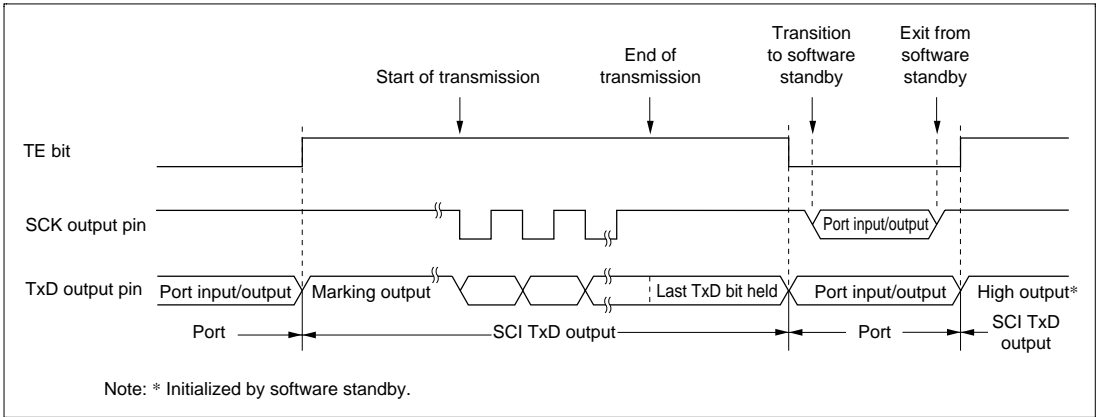 Transition
to software
standby
Exit from
software
standby
End of
transmission
Start of transmission
TE bit
SCK output pin
Port input/output
TxD output pin
Port input/output
Marking output
Last TxD bit held
Port input/output
High output*
Port
SCI TxD output
Port
SCI TxD
output
Note: * Initialized by software standby.